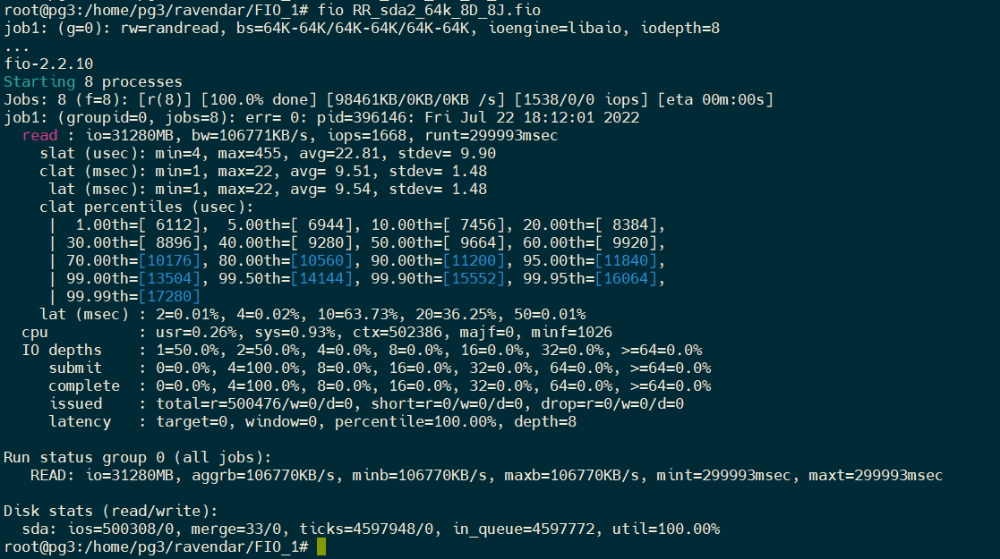 root@pg3:/home/pg3/ravendar/FIO_1# fio RR_sda2_64k_8D_8J.fio
job1: (g=0): rw=randread, bs=64K-64K/64K-64K/64K-64K, ioengine=libaio, iodepth=8
...
fio-2.2.10
Starting 8 processes
Jobs: 8 (f=8): [r(8)] [100.0% done] [98461KB/0KB/0KB /s] [1538/0/0 iops] [eta 00m:00s]
job1: (groupid=0, jobs=8): err= 0: pid=396146: Fri Jul 22 18:12:01 2022
  read : io=31280MB, bw=106771KB/s, iops=1668, runt=299993msec
    slat (usec): min=4, max=455, avg=22.81, stdev= 9.90
    clat (msec): min=1, max=22, avg= 9.51, stdev= 1.48
     lat (msec): min=1, max=22, avg= 9.54, stdev= 1.48
    clat percentiles (usec):
     |  1.00th=[ 6112],  5.00th=[ 6944], 10.00th=[ 7456], 20.00th=[ 8384],
     | 30.00th=[ 8896], 40.00th=[ 9280], 50.00th=[ 9664], 60.00th=[ 9920],
     | 70.00th=[10176], 80.00th=[10560], 90.00th=[11200], 95.00th=[11840],
     | 99.00th=[13504], 99.50th=[14144], 99.90th=[15552], 99.95th=[16064],
     | 99.99th=[17280]
    lat (msec) : 2=0.01%, 4=0.02%, 10=63.73%, 20=36.25%, 50=0.01%
  cpu          : usr=0.26%, sys=0.93%, ctx=502386, majf=0, minf=1026
  IO depths    : 1=50.0%, 2=50.0%, 4=0.0%, 8=0.0%, 16=0.0%, 32=0.0%, >=64=0.0%
     submit    : 0=0.0%, 4=100.0%, 8=0.0%, 16=0.0%, 32=0.0%, 64=0.0%, >=64=0.0%
     complete  : 0=0.0%, 4=100.0%, 8=0.0%, 16=0.0%, 32=0.0%, 64=0.0%, >=64=0.0%
     issued    : total=r=500476/w=0/d=0, short=r=0/w=0/d=0, drop=r=0/w=0/d=0
     latency   : target=0, window=0, percentile=100.00%, depth=8
Run status group 0 (all jobs):
   READ: io=31280MB, aggrb=106770KB/s, minb=106770KB/s, maxb=106770KB/s, mint=299993msec, maxt=299993msec
Disk stats (read/write):
  sda: ios=500308/0, merge=33/0, ticks=4597948/0, in_queue=4597772, util=100.00%
root@pg3:/home/pg3/ravendar/FIO_1#